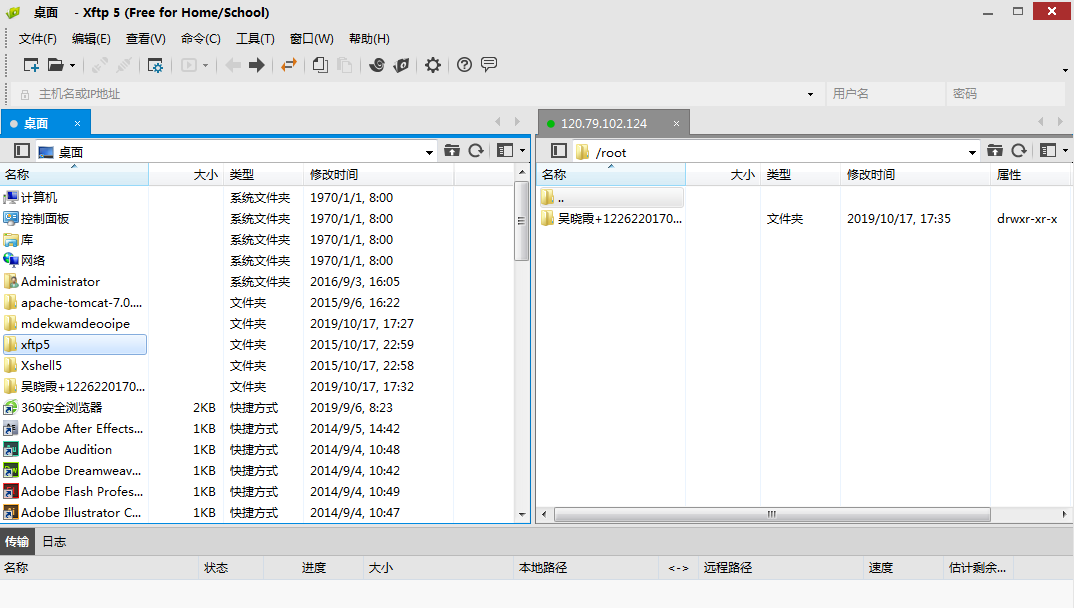 桌面 - Xftp 5 (Free for Home/School)
文件(F) 编辑(E) 查看(V) 命令(C) 工具(T) 窗口(W) 帮助(H)
主机名或IP地址 用户名 密码
桌面 × 120.79.102.124 ×
桌面 /root
名称 大小 类型 修改时间
计算机 系统文件夹 1970/1/1, 8:00
控制面板 系统文件夹 1970/1/1, 8:00
库 系统文件夹 1970/1/1, 8:00
网络 系统文件夹 1970/1/1, 8:00
Administrator 系统文件夹 2016/9/3, 16:05
apache-tomcat-7.0.... 文件夹 2015/9/6, 16:22
mdekwamdeooipe 文件夹 2019/10/17, 17:27
xftp5 文件夹 2015/10/17, 22:59
Xshell5 文件夹 2015/10/17, 22:58
吴晓霞+1226220170... 文件夹 2019/10/17, 17:32
360安全浏览器 2KB 快捷方式 2019/9/6, 8:23
Adobe After Effects... 1KB 快捷方式 2014/9/5, 14:42
Adobe Audition 1KB 快捷方式 2014/9/4, 10:48
Adobe Dreamweav... 1KB 快捷方式 2014/9/4, 10:42
Adobe Flash Profes... 1KB 快捷方式 2014/9/4, 10:49
Adobe Illustrator C... 1KB 快捷方式 2014/9/4, 10:47
名称 大小 类型 修改时间 属性
..
吴晓霞+1226220170... 文件夹 2019/10/17, 17:35 drwxr-xr-x
传输 日志
名称 状态 进度 大小 本地路径 <-> 远程路径 速度 估计剩余...